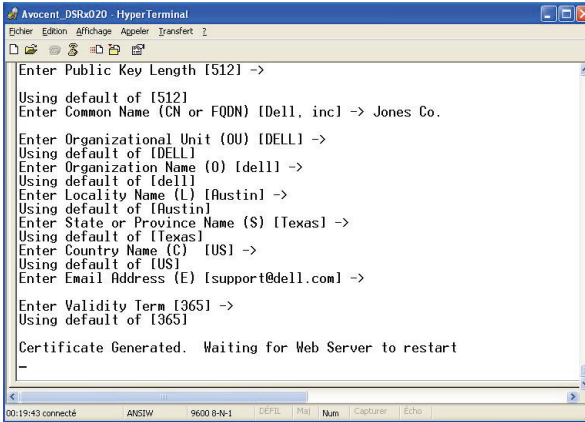 Avocent_DSRx020 - HyperTerminal
Fichier Edition Affichage Appeler Transfert ?
Enter Public Key Length [512] ->
Using default of [512]
Enter Common Name (CN or FQDN) [Dell, inc] -> Jones Co.
Enter Organizational Unit (OU) [DELL] ->
Using default of [DELL]
Enter Organization Name (O) [dell] ->
Using default of [dell]
Enter Locality Name (L) [Austin] ->
Using default of [Austin]
Enter State or Province Name (S) [Texas] ->
Using default of [Texas]
Enter Country Name (C)  [US] ->
Using default of [US]
Enter Email Address (E) [support@dell.com] ->
Enter Validity Term [365] ->
Using default of [365]
Certificate Generated.  Waiting for Web Server to restart
_
00:19:43 connecté ANSIW 9600 8-N-1 DÉFIL Maj Num Capturer Écho